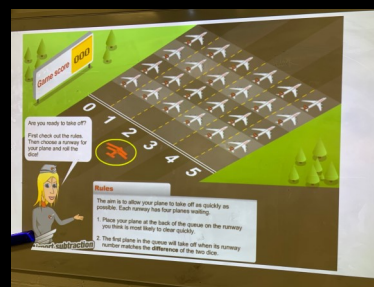 Game score 000
0
1
2
3
4
5
Are you ready to take off?
First check out the rules.
Then choose a runway for
your plane and roll the
dice!
Rules
The aim is to allow your plane to take off as quickly as
possible. Each runway has four planes waiting.
1. Place your plane at the back of the queue on the runway
you think is most likely to clear quickly.
2. The first plane in the queue will take off when its runway
number matches the difference of the two dice.
subtraction